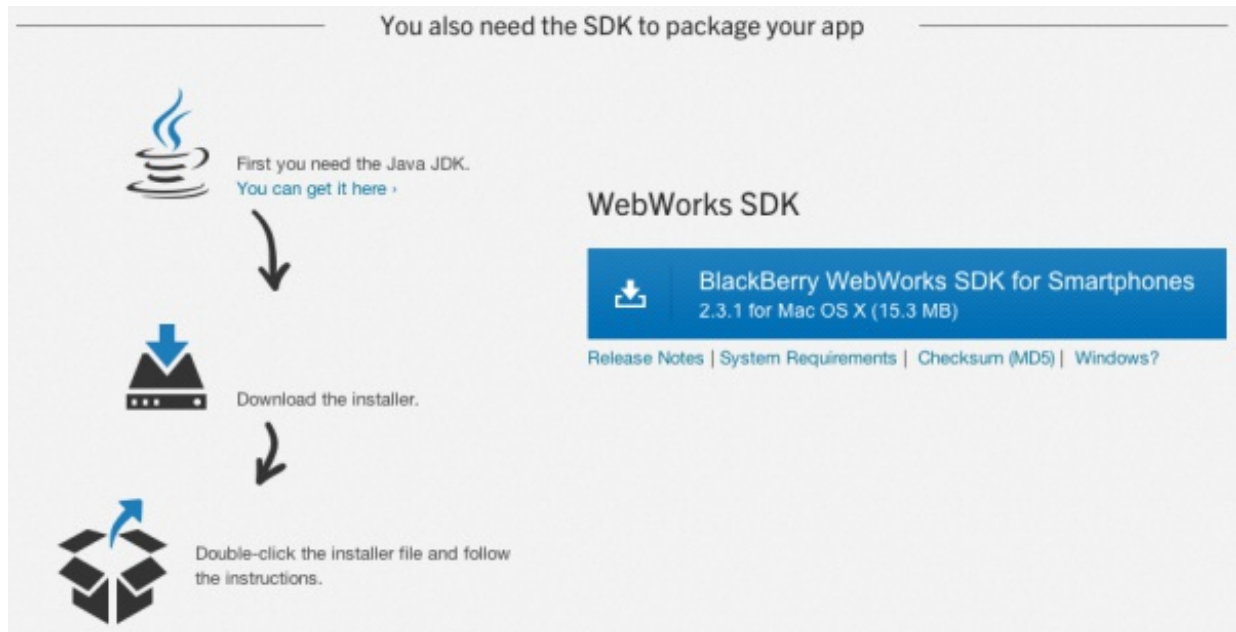 You also need the SDK to package your app
First you need the Java JDK.
You can get it here ›
WebWorks SDK
BlackBerry WebWorks SDK for Smartphones
2.3.1 for Mac OS X (15.3 MB)
Release Notes | System Requirements | Checksum (MD5) | Windows?
Download the installer.
Double-click the installer file and follow
the instructions.